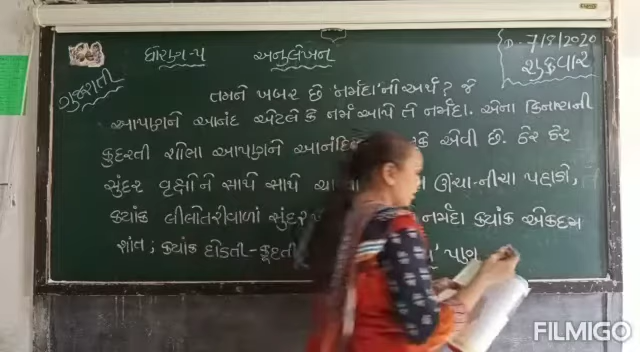 ધોરણ-૫ અનુલેખન
તા. 7/8/2020
શુક્રવાર
ગુજરાતી
તમને ખબર છે 'નર્મદા'નો અર્થ? જે
આપણને આનંદ એટલે કે નર્મ આપે તે નર્મદા. એના કિનારાની
કુદરતી શોભા આપણને કે એવી છે. ઠેર ઠેર
સુંદર વૃક્ષોને સાથે સાથે ઊંચા-નીચા પહાડો,
ક્યાંક લીલોતરીવાળાં સુંદર નર્મદા ક્યાંક એકદમ
શાંત; ક્યાંક દોડતી-કૂદતી પણ
FILMIGO